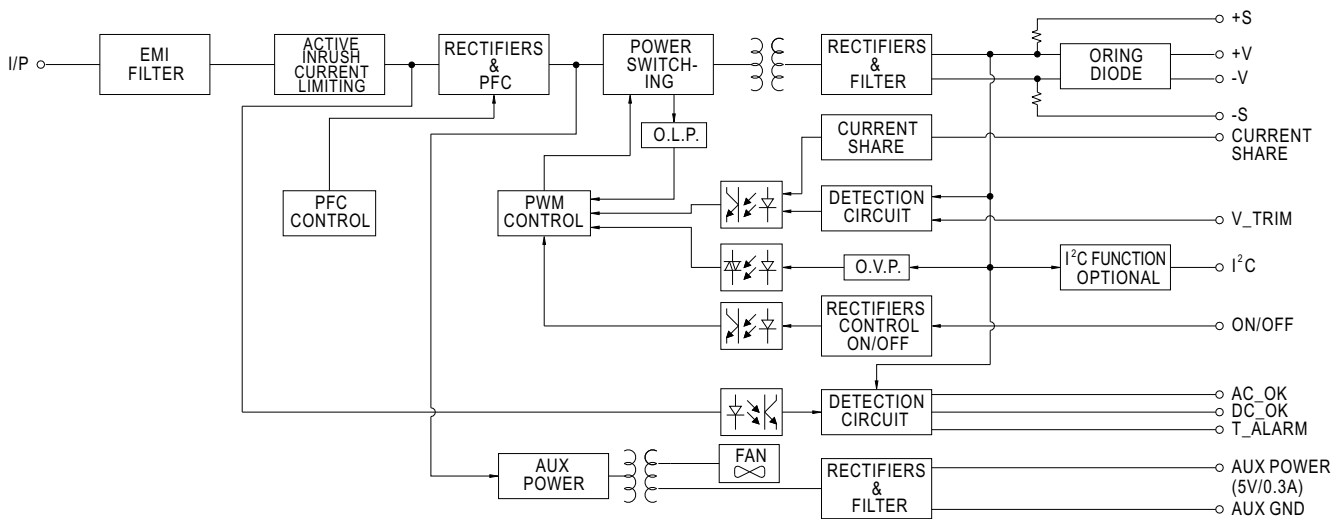 I/P
EMI
FILTER
ACTIVE
INRUSH
CURRENT
LIMITING
RECTIFIERS
&
PFC
POWER
SWITCH-
ING
RECTIFIERS
&
FILTER
ORING
DIODE
+S
+V
-V
-S
O.L.P.
CURRENT
SHARE
CURRENT
SHARE
PFC
CONTROL
PWM
CONTROL
DETECTION
CIRCUIT
V_TRIM
O.V.P.
I²C FUNCTION
OPTIONAL
I²C
RECTIFIERS
CONTROL
ON/OFF
ON/OFF
DETECTION
CIRCUIT
AC_OK
DC_OK
T_ALARM
AUX
POWER
FAN
RECTIFIERS
&
FILTER
AUX POWER
(5V/0.3A)
AUX GND